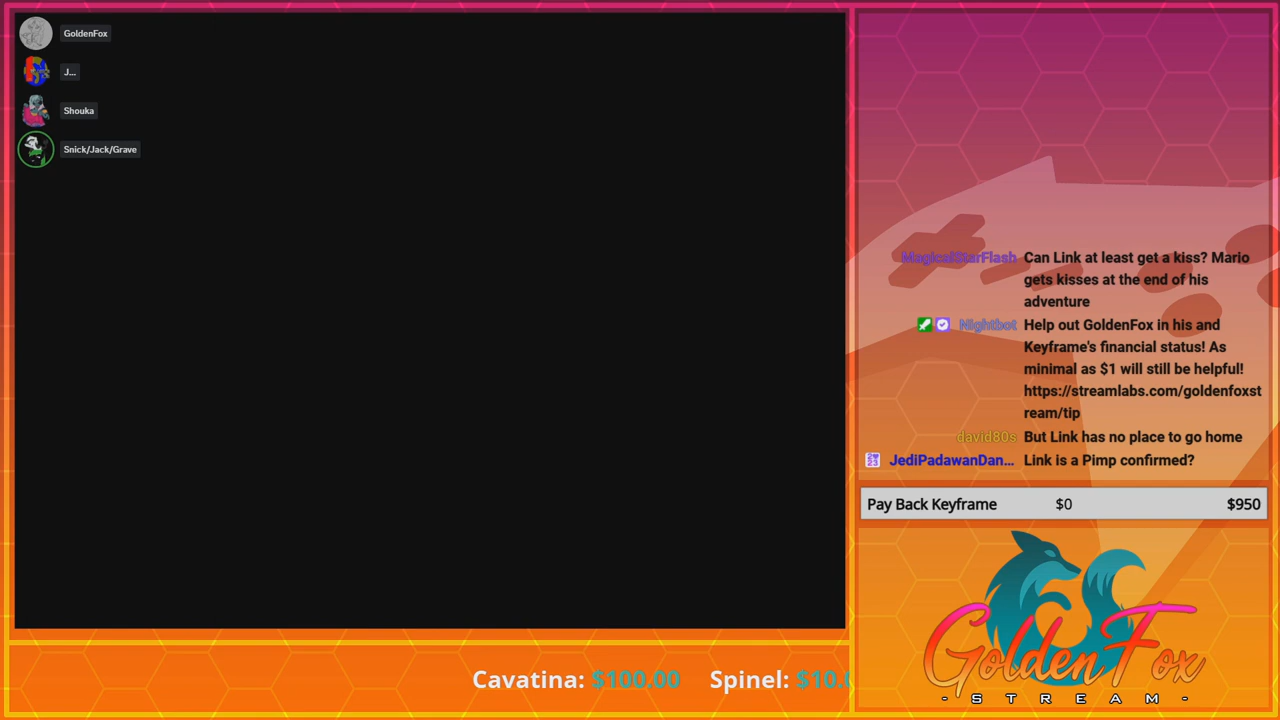 GoldenFox
J...
Shouka
Snick/Jack/Grave
MagicalStarFlash Can Link at least get a kiss? Mario
gets kisses at the end of his
adventure
Nightbot Help out GoldenFox in his and
Keyframe's financial status! As
minimal as $1 will still be helpful!
https://streamlabs.com/goldenfoxst
ream/tip
david80s But Link has no place to go home
JediPadawanDan... Link is a Pimp confirmed?
Pay Back Keyframe $0 $950
GoldenFox
- STREAM -
Cavatina: $100.00 Spinel: $10.